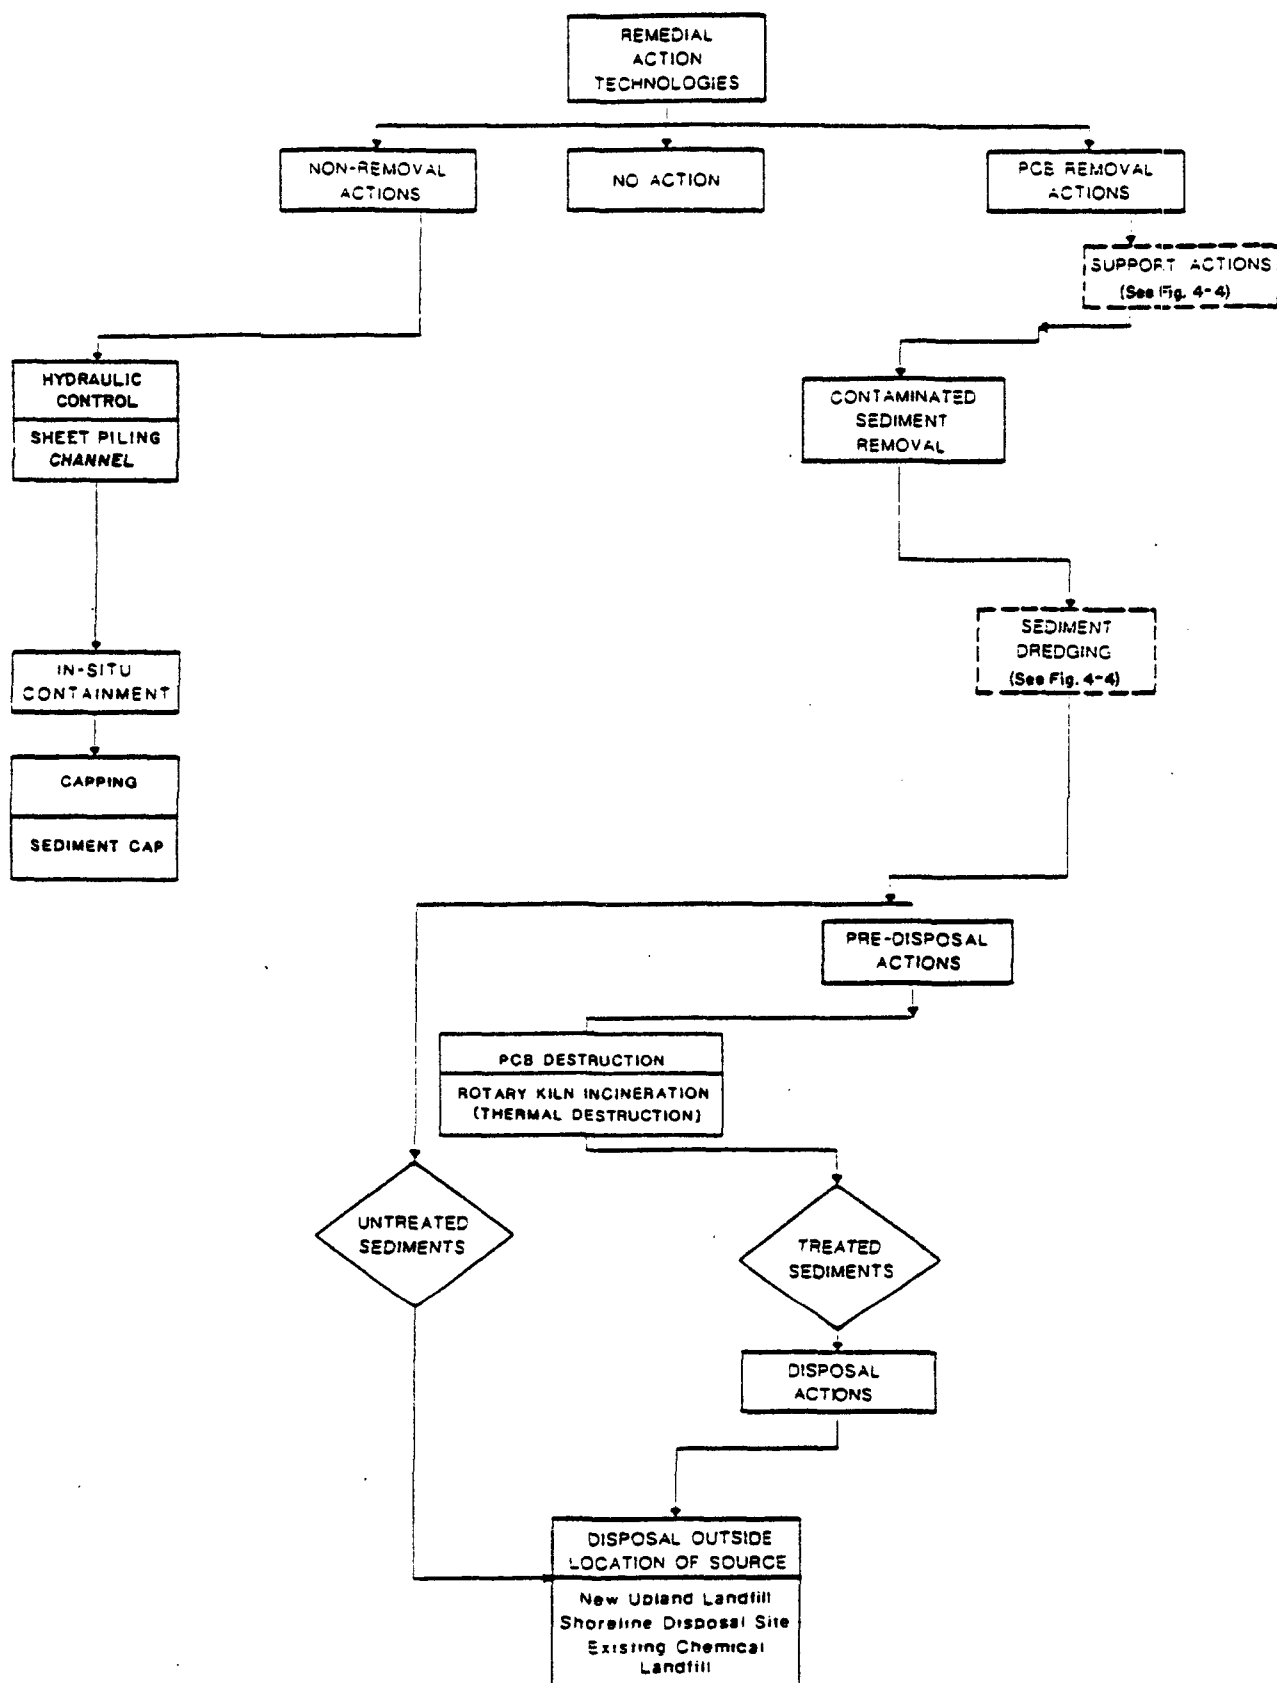 REMEDIAL
ACTION
TECHNOLOGIES
NON-REMOVAL
ACTIONS
NO ACTION
PCB REMOVAL
ACTIONS
SUPPORT ACTIONS
(See Fig. 4-4)
HYDRAULIC
CONTROL
SHEET PILING
CHANNEL
CONTAMINATED
SEDIMENT
REMOVAL
SEDIMENT
DREDGING
(See Fig. 4-4)
IN-SITU
CONTAINMENT
CAPPING
SEDIMENT CAP
PRE-DISPOSAL
ACTIONS
PCB DESTRUCTION
ROTARY KILN INCINERATION
(THERMAL DESTRUCTION)
UNTREATED
SEDIMENTS
TREATED
SEDIMENTS
DISPOSAL
ACTIONS
DISPOSAL OUTSIDE
LOCATION OF SOURCE
New Upland Landfill
Shoreline Disposal Site
Existing Chemical
Landfill